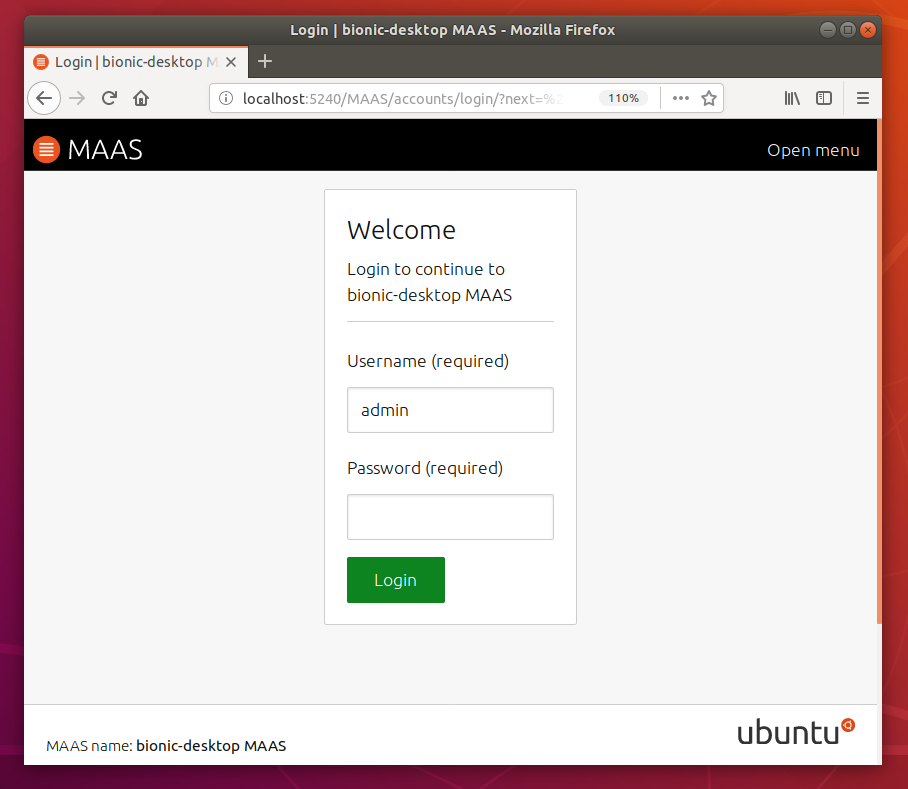 Login | bionic-desktop MAAS - Mozilla Firefox
Login | bionic-desktop M
localhost:5240/MAAS/accounts/login/?next=%2
110%
MAAS
Open menu
Welcome
Login to continue to
bionic-desktop MAAS
Username (required)
admin
Password (required)
Login
MAAS name: bionic-desktop MAAS
ubuntu